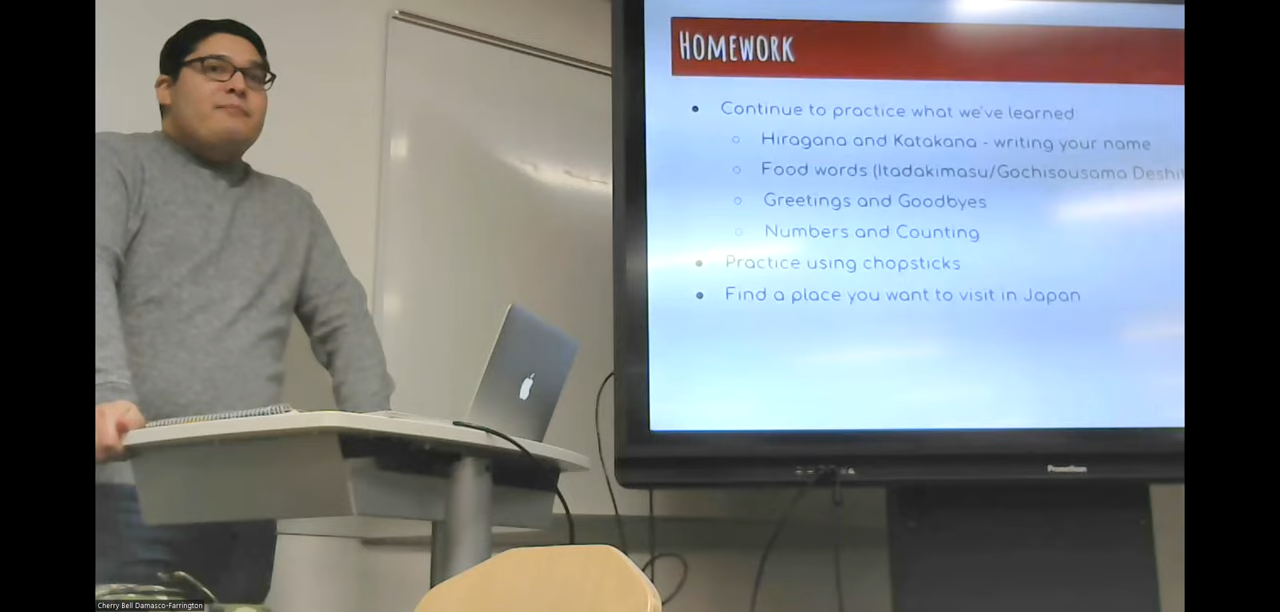 HOMEWORK
• Continue to practice what we've learned
○ Hiragana and Katakana - writing your name
○ Food words (Itadakimasu/Gochisousama Deshi
○ Greetings and Goodbyes
○ Numbers and Counting
• Practice using chopsticks
• Find a place you want to visit in Japan
Promethean
Cherry Bell Damasco-Farrington